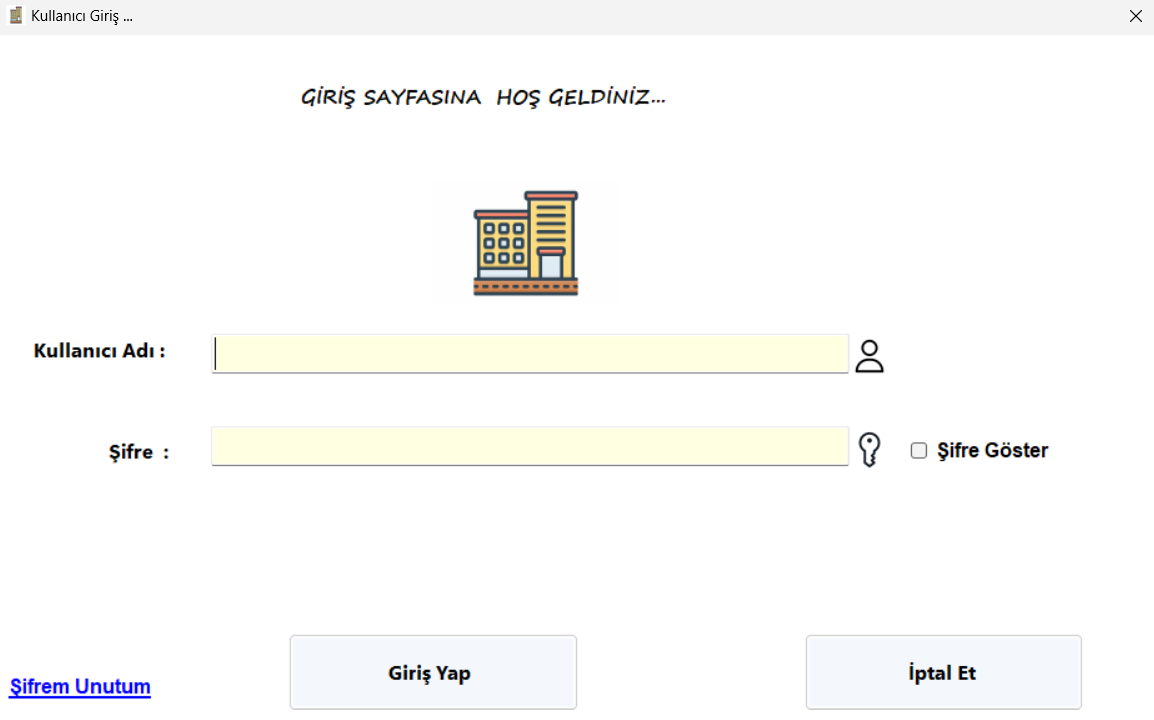 Kullanıcı Giriş ...
GİRİŞ SAYFASINA HOŞ GELDİNİZ...
Kullanıcı Adı :
Şifre :
Şifre Göster
Giriş Yap
İptal Et
Şifrem Unutum